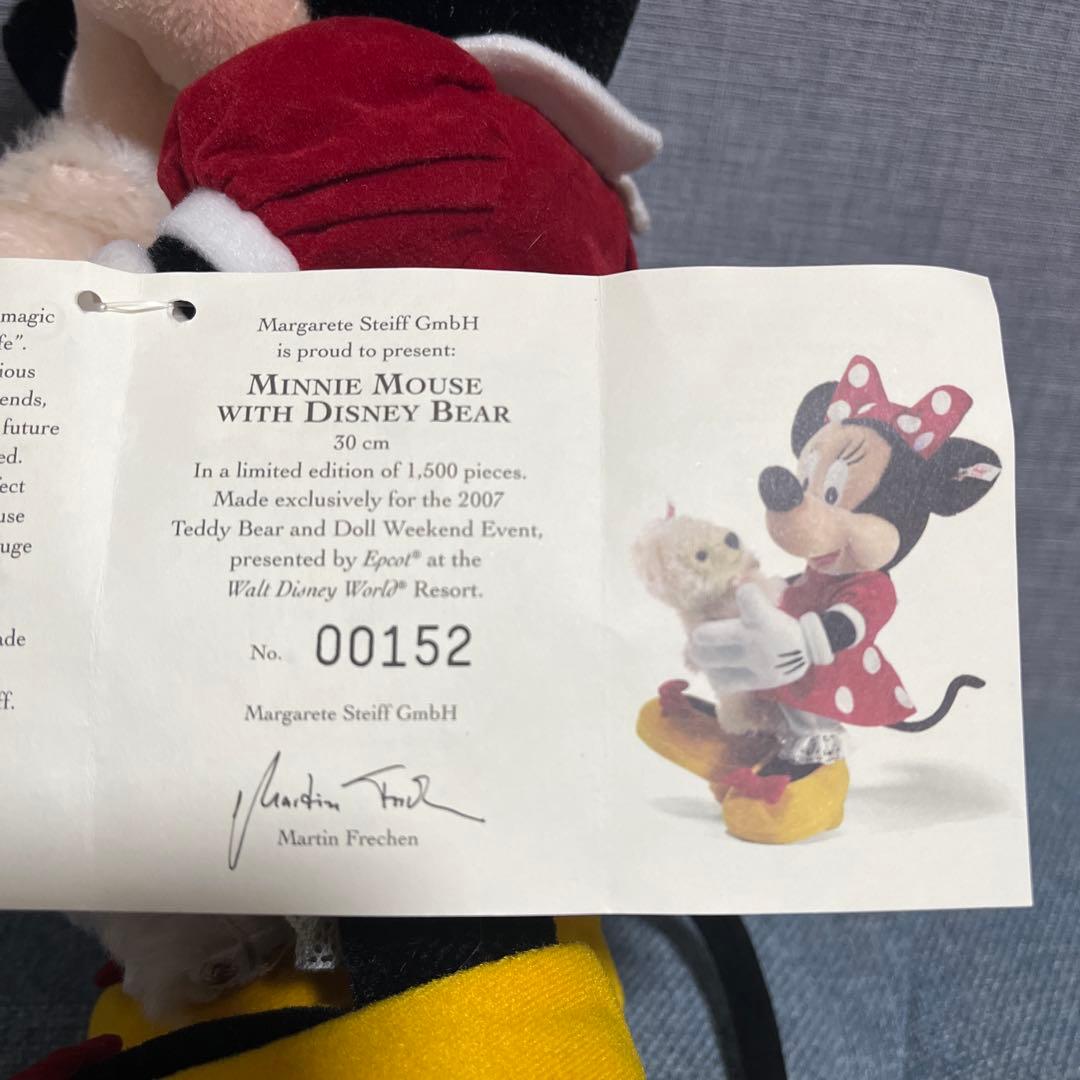 magic
fe".
ious
ends,
future
ed.
ect
use
uge
ade
ff.
Margarete Steiff GmbH
is proud to present:
MINNIE MOUSE
WITH DISNEY BEAR
30 cm
In a limited edition of 1,500 pieces.
Made exclusively for the 2007
Teddy Bear and Doll Weekend Event,
presented by Epcot® at the
Walt Disney World® Resort.
No. 00152
Margarete Steiff GmbH
Martin Frechen